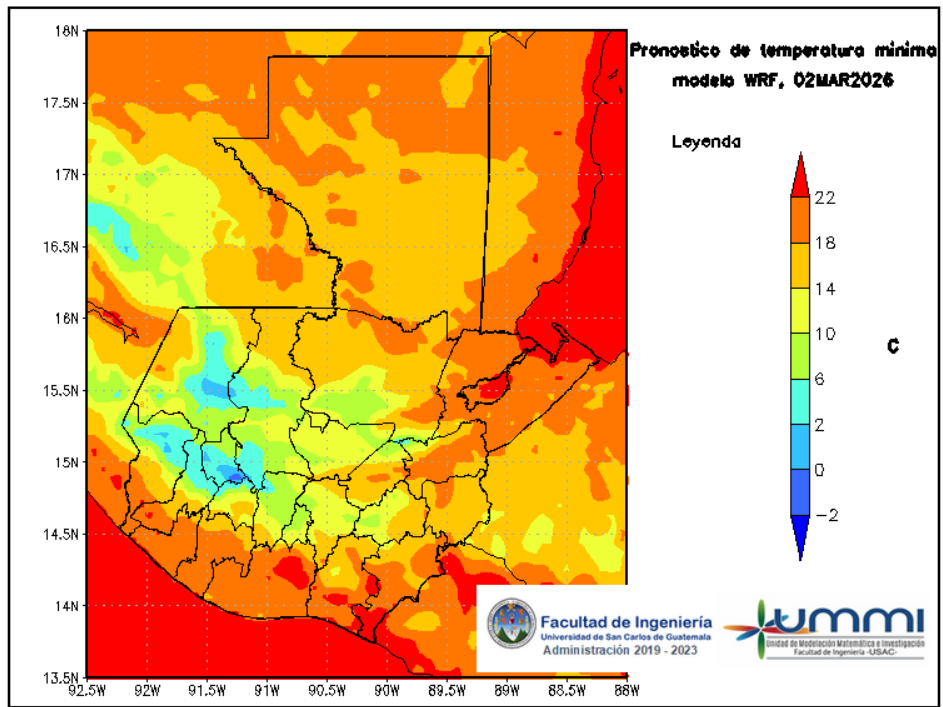 Pronostico de temperatura minima
modelo WRF, 02MAR2026
Leyenda
22
18
14
10
6
2
0
-2
C
18N
17.5N
17N
16.5N
16N
15.5N
15N
14.5N
14N
13.5N
92.5W
92W
91.5W
91W
90.5W
90W
89.5W
89W
88.5W
88W
Facultad de Ingeniería
Universidad de San Carlos de Guatemala
Administración 2019 - 2023
UMMI
Unidad de Modelación Matemática e Investigación
Facultad de Ingeniería -USAC-